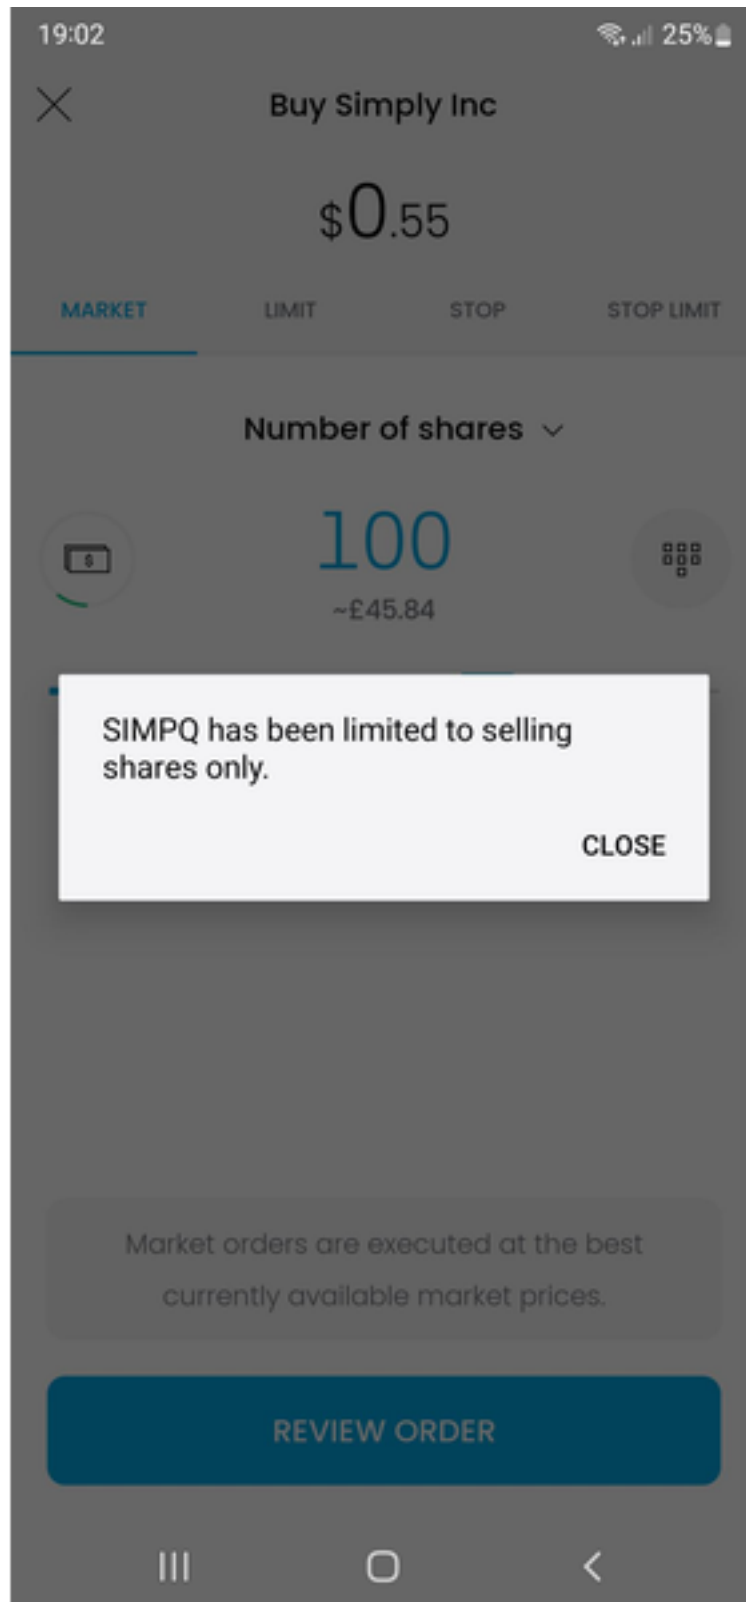 19:02 25%
Buy Simply Inc
$0.55
MARKET LIMIT STOP STOP LIMIT
Number of shares
$
100
~£45.84
SIMPQ has been limited to selling
shares only.
CLOSE
Market orders are executed at the best
currently available market prices.
REVIEW ORDER